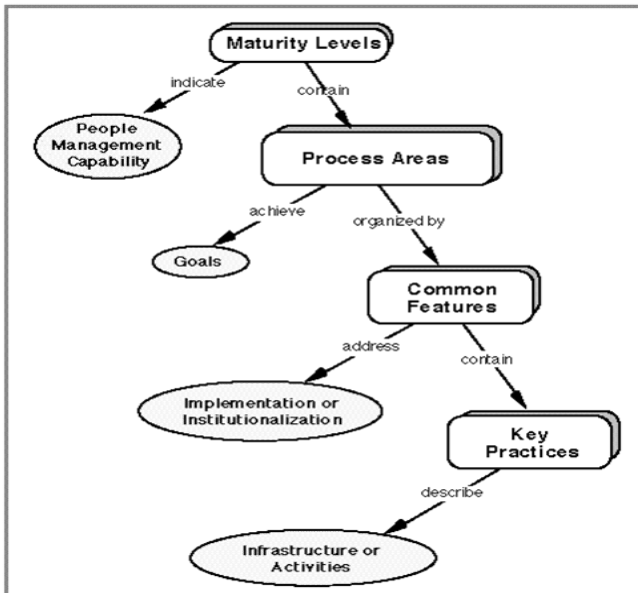 Maturity Levels
indicate
contain
People
Management
Capability
Process Areas
achieve
organized by
Goals
Common
Features
address
contain
Implementation or
Institutionalization
Key
Practices
describe
Infrastructure or
Activities